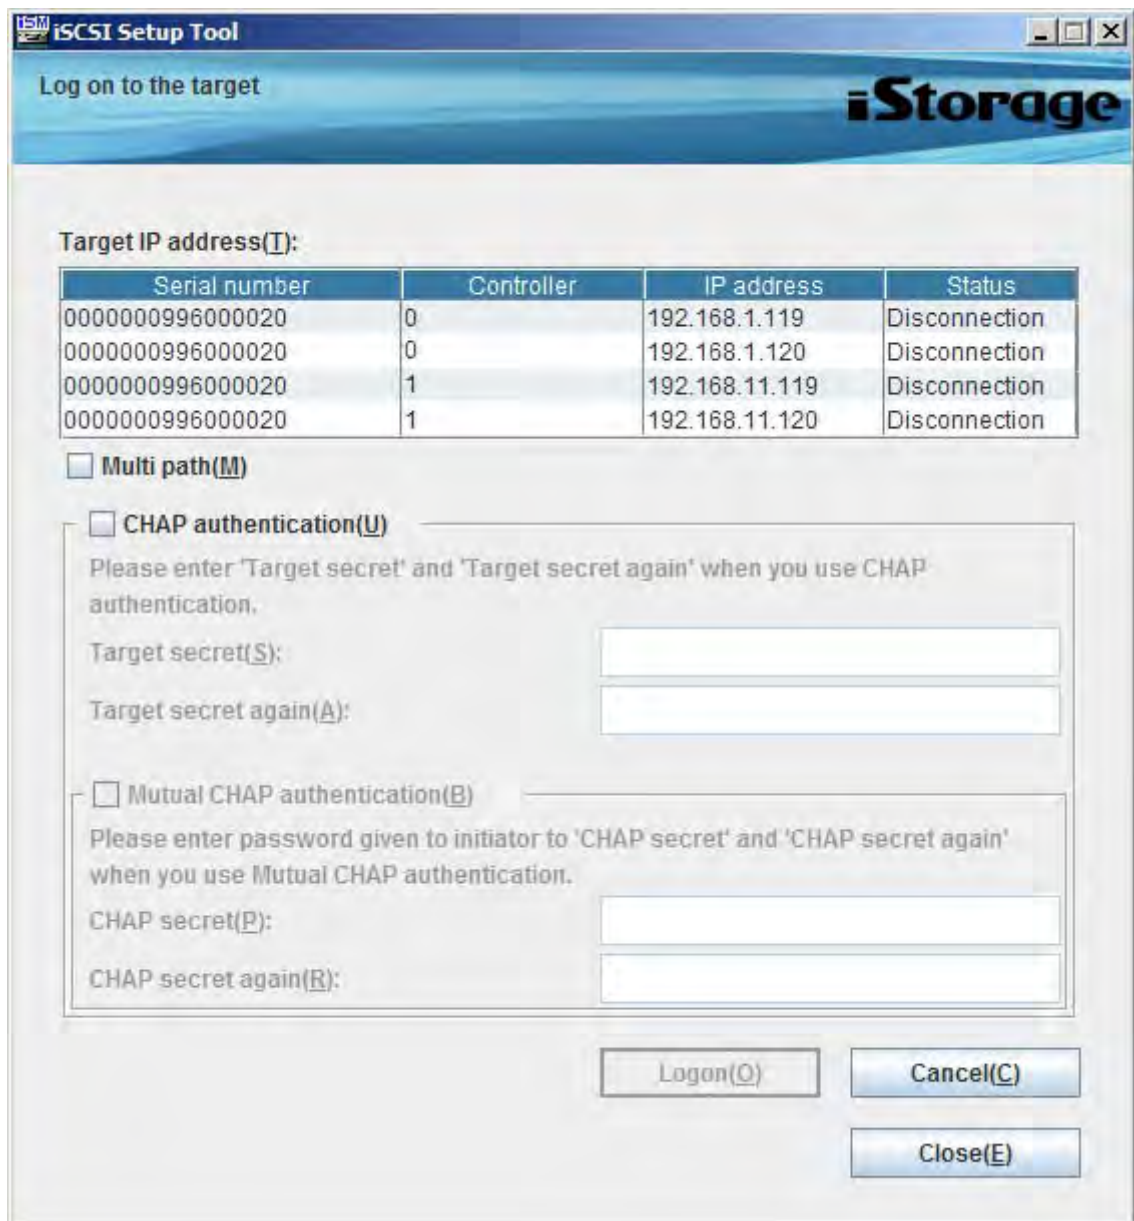 ISM iSCSI Setup Tool
Log on to the target
iStorage
Target IP address(T):
Serial number Controller IP address Status
0000000996000020 0 192.168.1.119 Disconnection
0000000996000020 0 192.168.1.120 Disconnection
0000000996000020 1 192.168.11.119 Disconnection
0000000996000020 1 192.168.11.120 Disconnection
Multi path(M)
CHAP authentication(U)
Please enter 'Target secret' and 'Target secret again' when you use CHAP
authentication.
Target secret(S):
Target secret again(A):
Mutual CHAP authentication(B)
Please enter password given to initiator to 'CHAP secret' and 'CHAP secret again'
when you use Mutual CHAP authentication.
CHAP secret(P):
CHAP secret again(R):
Logon(O) Cancel(C)
Close(E)